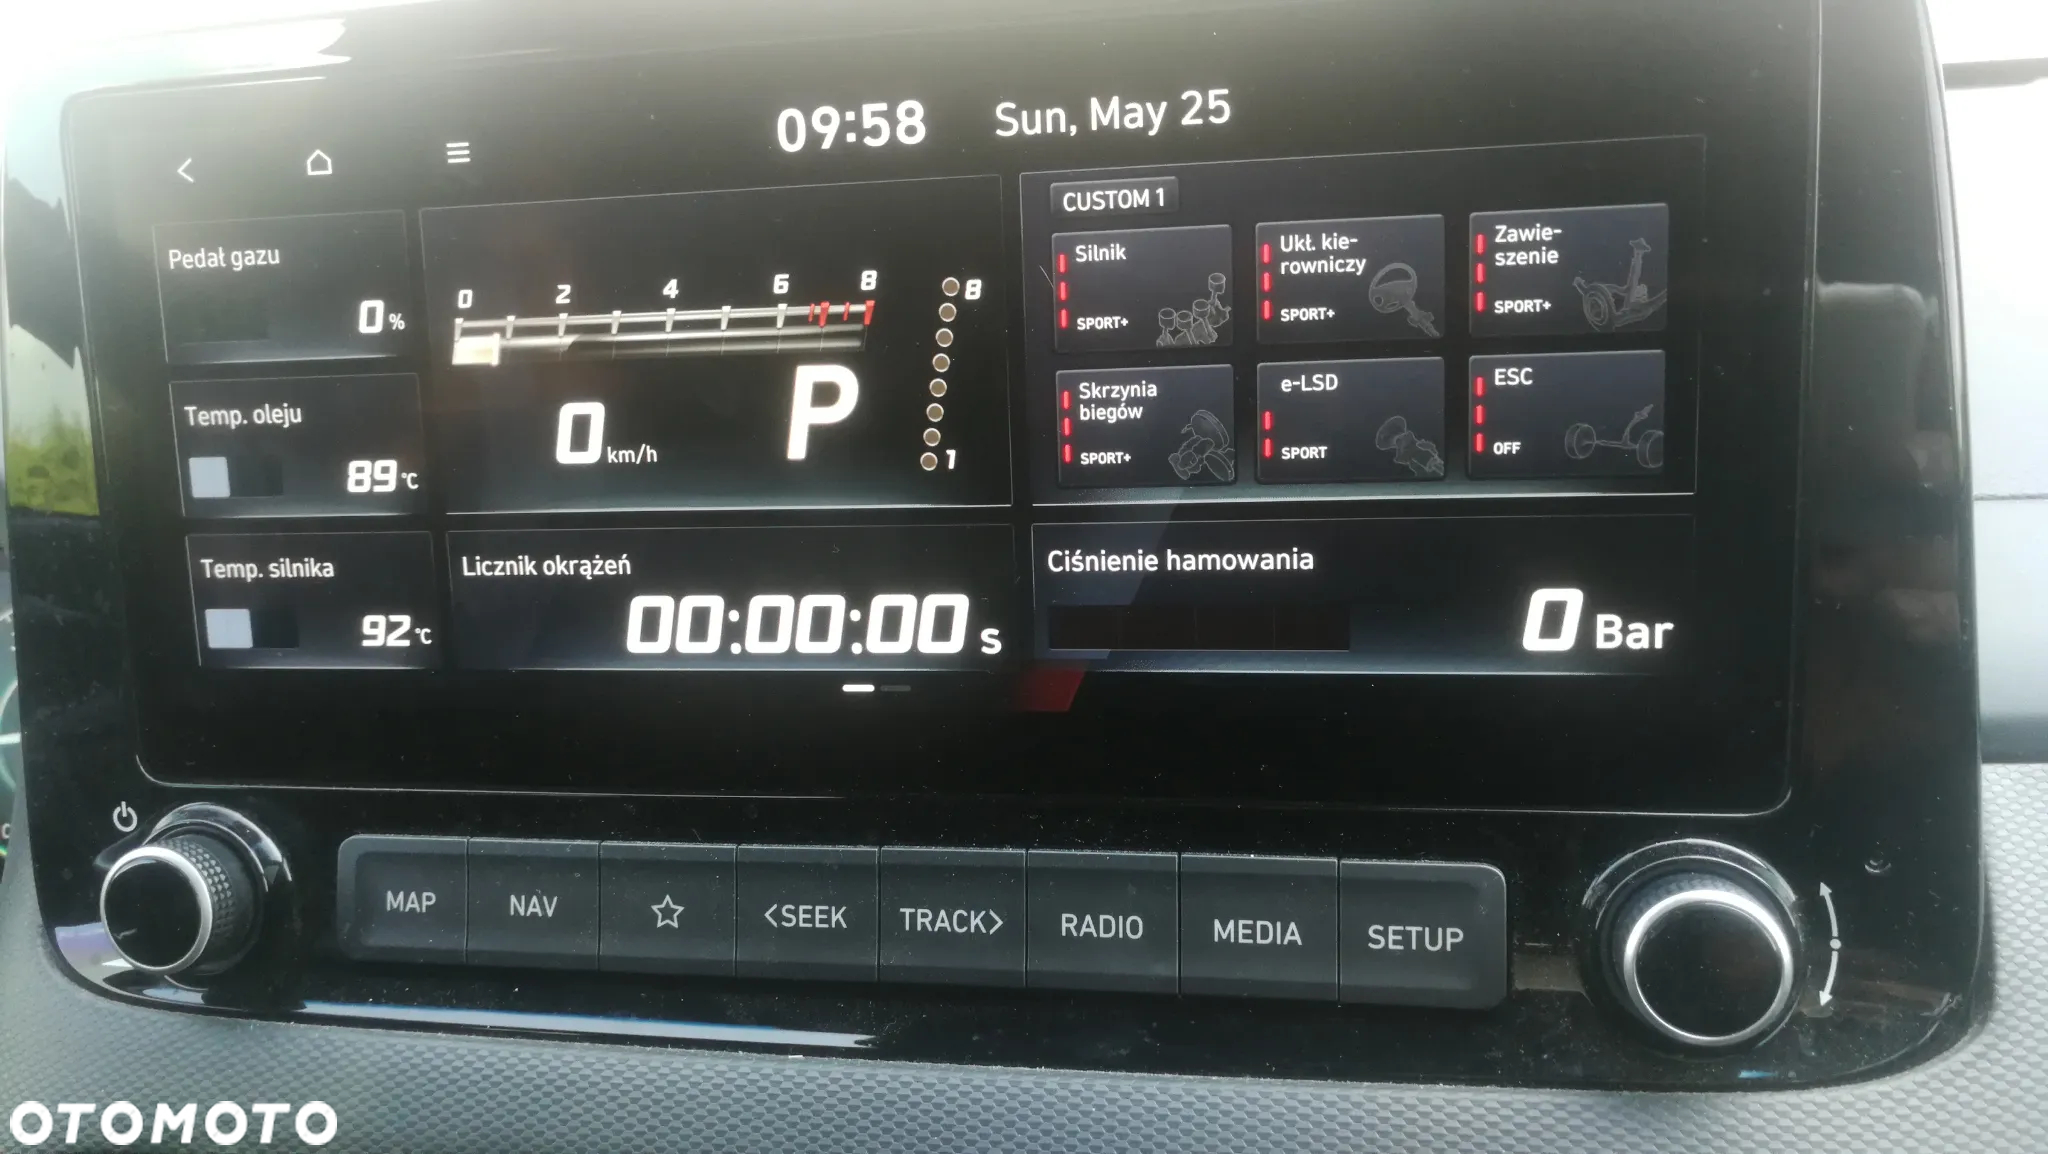 09:58 Sun, May 25
Pedał gazu
0 %
Temp. oleju
89 °C
Temp. silnika
92 °C
0 2 4 6 8
8
1
0 km/h
P
Licznik okrążeń
00:00:00 s
CUSTOM 1
Silnik
SPORT+
Ukł. kie-
rowniczy
SPORT+
Zawie-
szenie
SPORT+
Skrzynia
biegów
SPORT+
e-LSD
SPORT
ESC
OFF
Ciśnienie hamowania
0 Bar
MAP NAV <SEEK TRACK> RADIO MEDIA SETUP
OTOMOTO